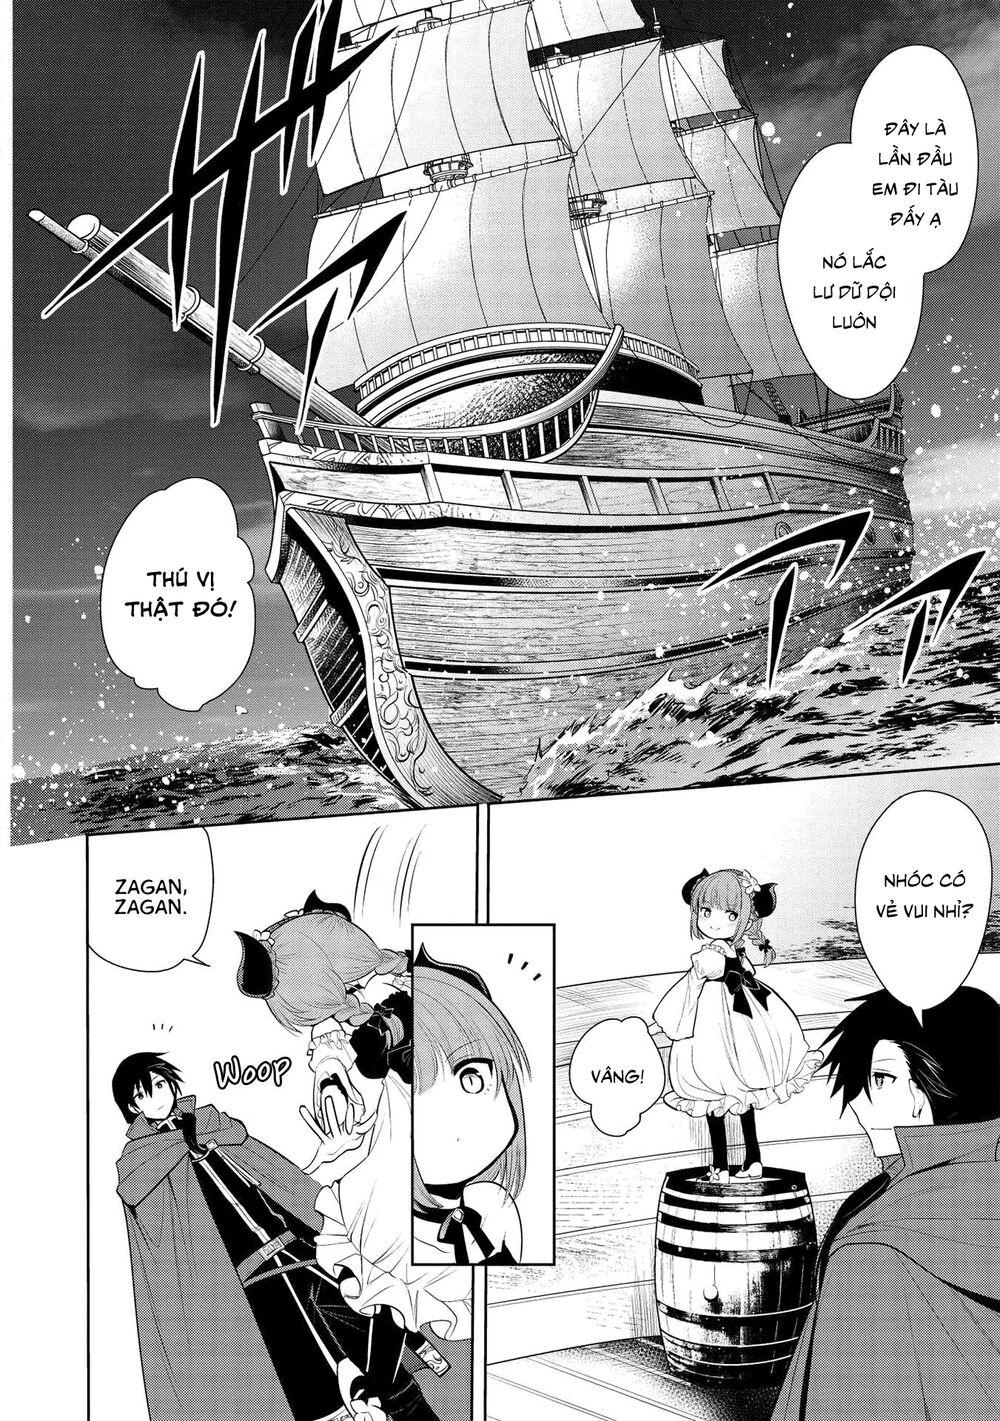 ĐÂY LÀ
LẦN ĐẦU
EM ĐI TÀU
ĐẤY Ạ
NÓ LẮC
LƯ DỮ DỘI
LUÔN
THÚ VỊ
THẬT ĐÓ!
NHÓC CÓ
VẺ VUI NHỈ?
VÂNG!
ZAGAN,
ZAGAN.
Woop